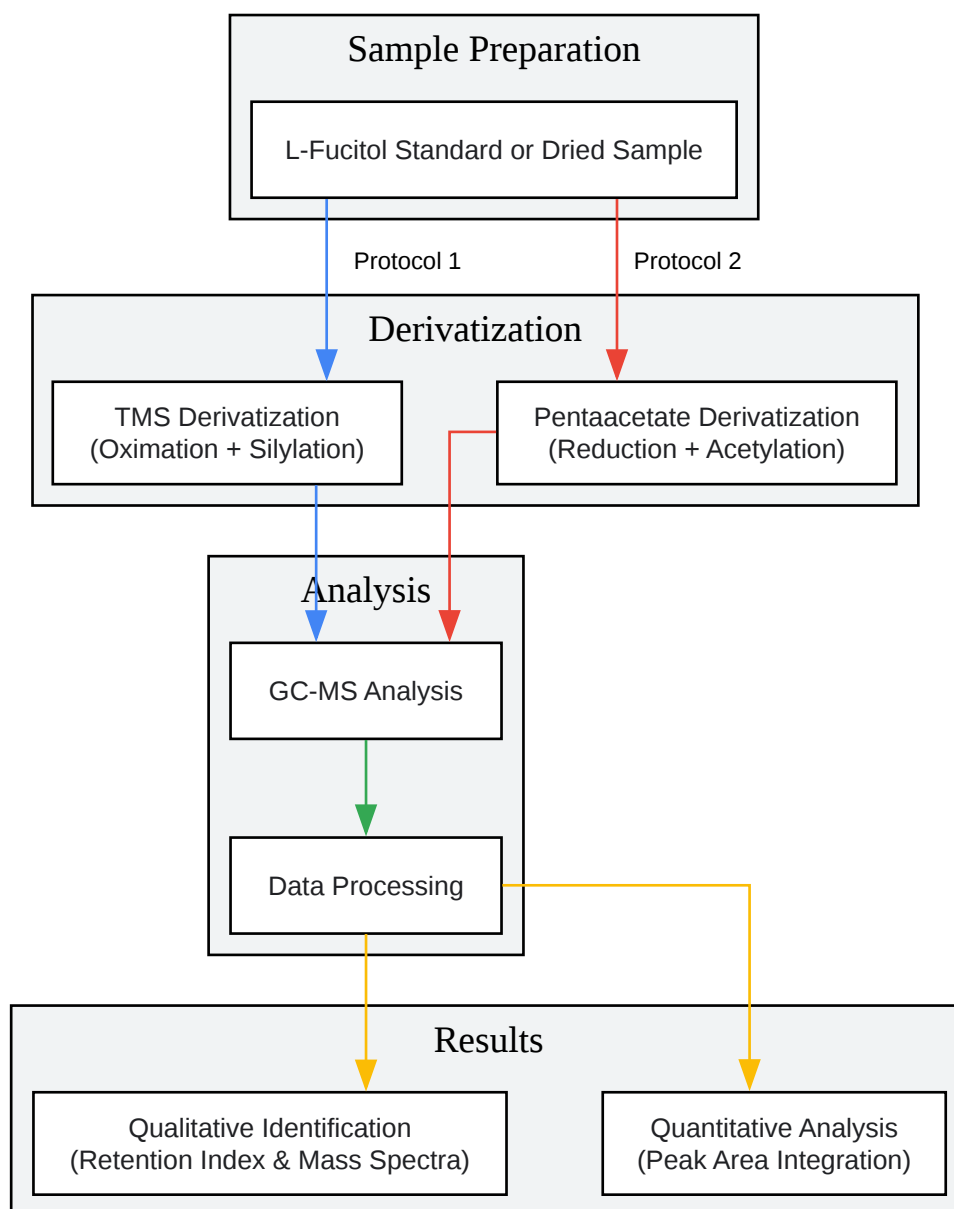 Sample Preparation
L-Fucitol Standard or Dried Sample
Protocol 1
Protocol 2
Derivatization
TMS Derivatization
(Oximation + Silylation)
Pentaacetate Derivatization
(Reduction + Acetylation)
Analysis
GC-MS Analysis
Data Processing
Results
Qualitative Identification
(Retention Index & Mass Spectra)
Quantitative Analysis
(Peak Area Integration)